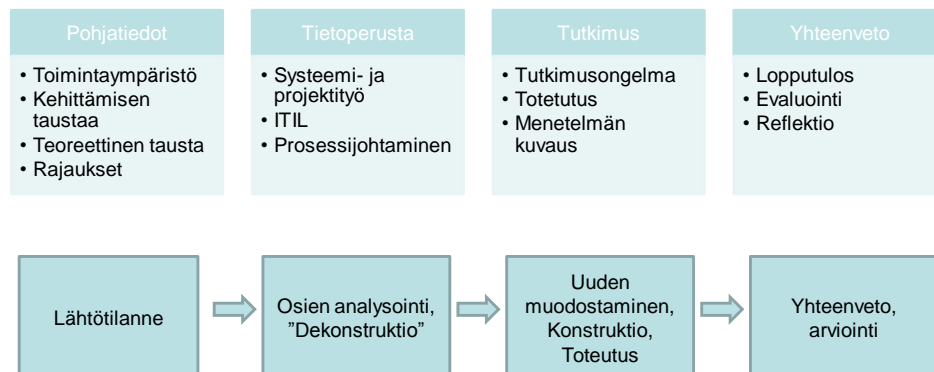 Pohjatiedot
• Toimintaympäristö
• Kehittämisen
taustaa
• Teoreettinen tausta
• Rajaukset
Tietoperusta
• Systeemi- ja
projektityö
• ITIL
• Prosessijohtaminen
Tutkimus
• Tutkimusongelma
• Totetutus
• Menetelmän
kuvaus
Yhteenveto
• Lopputulos
• Evaluointi
• Reflektio
Lähtötilanne
Osien analysointi,
”Dekonstruktio”
Uuden
muodostaminen,
Konstruktio,
Toteutus
Yhteenveto,
arviointi